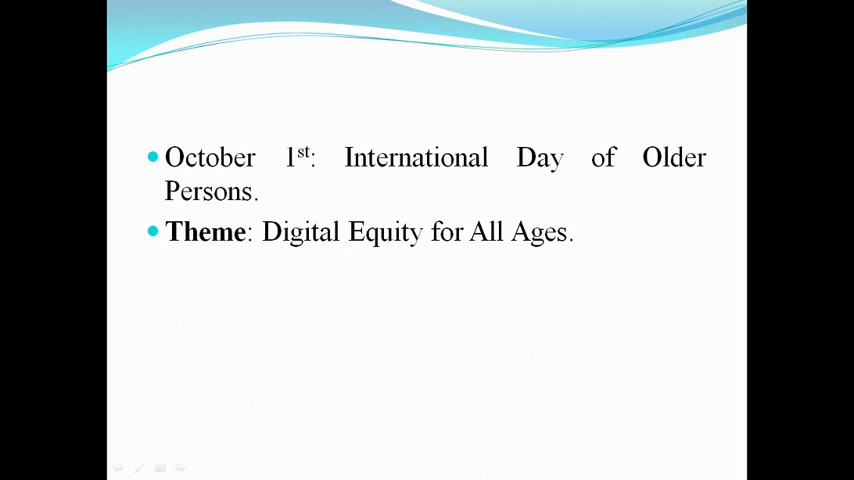 • October 1st: International Day of Older
Persons.
• Theme: Digital Equity for All Ages.